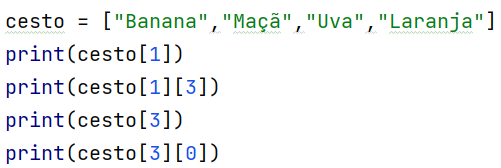 cesto = ["Banana","Maçã","Uva","Laranja"]
print(cesto[1])
print(cesto[1][3])
print(cesto[3])
print(cesto[3][0])